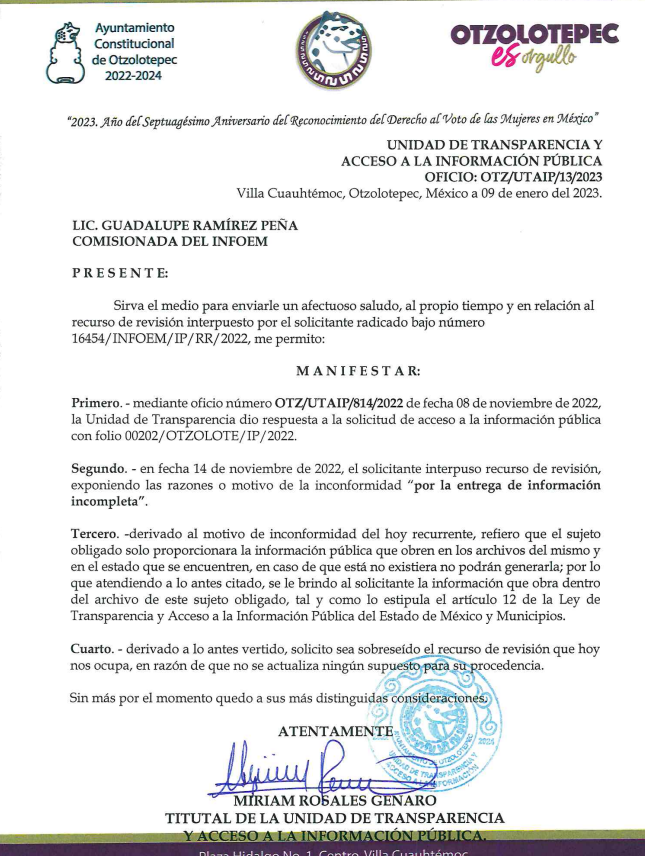 Ayuntamiento
Constitucional
de Otzolotepec
2022-2024
OTZOLOTEPEC
es orgullo
"2023. Año del Septuagésimo Aniversario del Reconocimiento del Derecho al Voto de las Mujeres en México"
UNIDAD DE TRANSPARENCIA Y
ACCESO A LA INFORMACIÓN PÚBLICA
OFICIO: OTZ/UTAIP/13/2023
Villa Cuauhtémoc, Otzolotepec, México a 09 de enero del 2023.
LIC. GUADALUPE RAMÍREZ PEÑA
COMISIONADA DEL INFOEM
P R E S E N T E:
Sirva el medio para enviarle un afectuoso saludo, al propio tiempo y en relación al
recurso de revisión interpuesto por el solicitante radicado bajo número
16454/INFOEM/IP/RR/2022, me permito:
M A N I F E S T A R:
Primero. - mediante oficio número OTZ/UTAIP/814/2022 de fecha 08 de noviembre de 2022,
la Unidad de Transparencia dio respuesta a la solicitud de acceso a la información pública
con folio 00202/OTZOLOTE/IP/2022.
Segundo. - en fecha 14 de noviembre de 2022, el solicitante interpuso recurso de revisión,
exponiendo las razones o motivo de la inconformidad "por la entrega de información
incompleta".
Tercero. -derivado al motivo de inconformidad del hoy recurrente, refiero que el sujeto
obligado solo proporcionara la información pública que obren en los archivos del mismo y
en el estado que se encuentren, en caso de que está no existiera no podrán generarla; por lo
que atendiendo a lo antes citado, se le brindo al solicitante la información que obra dentro
del archivo de este sujeto obligado, tal y como lo estipula el artículo 12 de la Ley de
Transparencia y Acceso a la Información Pública del Estado de México y Municipios.
Cuarto. - derivado a lo antes vertido, solicito sea sobreseído el recurso de revisión que hoy
nos ocupa, en razón de que no se actualiza ningún supuesto para su procedencia.
Sin más por el momento quedo a sus más distinguidas consideraciones.
ATENTAMENTE
AYUNTAMIENTO DE OTZOLOTEPEC
UNIDAD DE TRANSPARENCIA Y
ACCESO A LA INFORMACIÓN
2024
MIRIAM ROSALES GENARO
TITUTAL DE LA UNIDAD DE TRANSPARENCIA
Y ACCESO A LA INFORMACIÓN PÚBLICA.
Plaza Hidalgo No. 1, Centro, Villa Cuauhtémoc